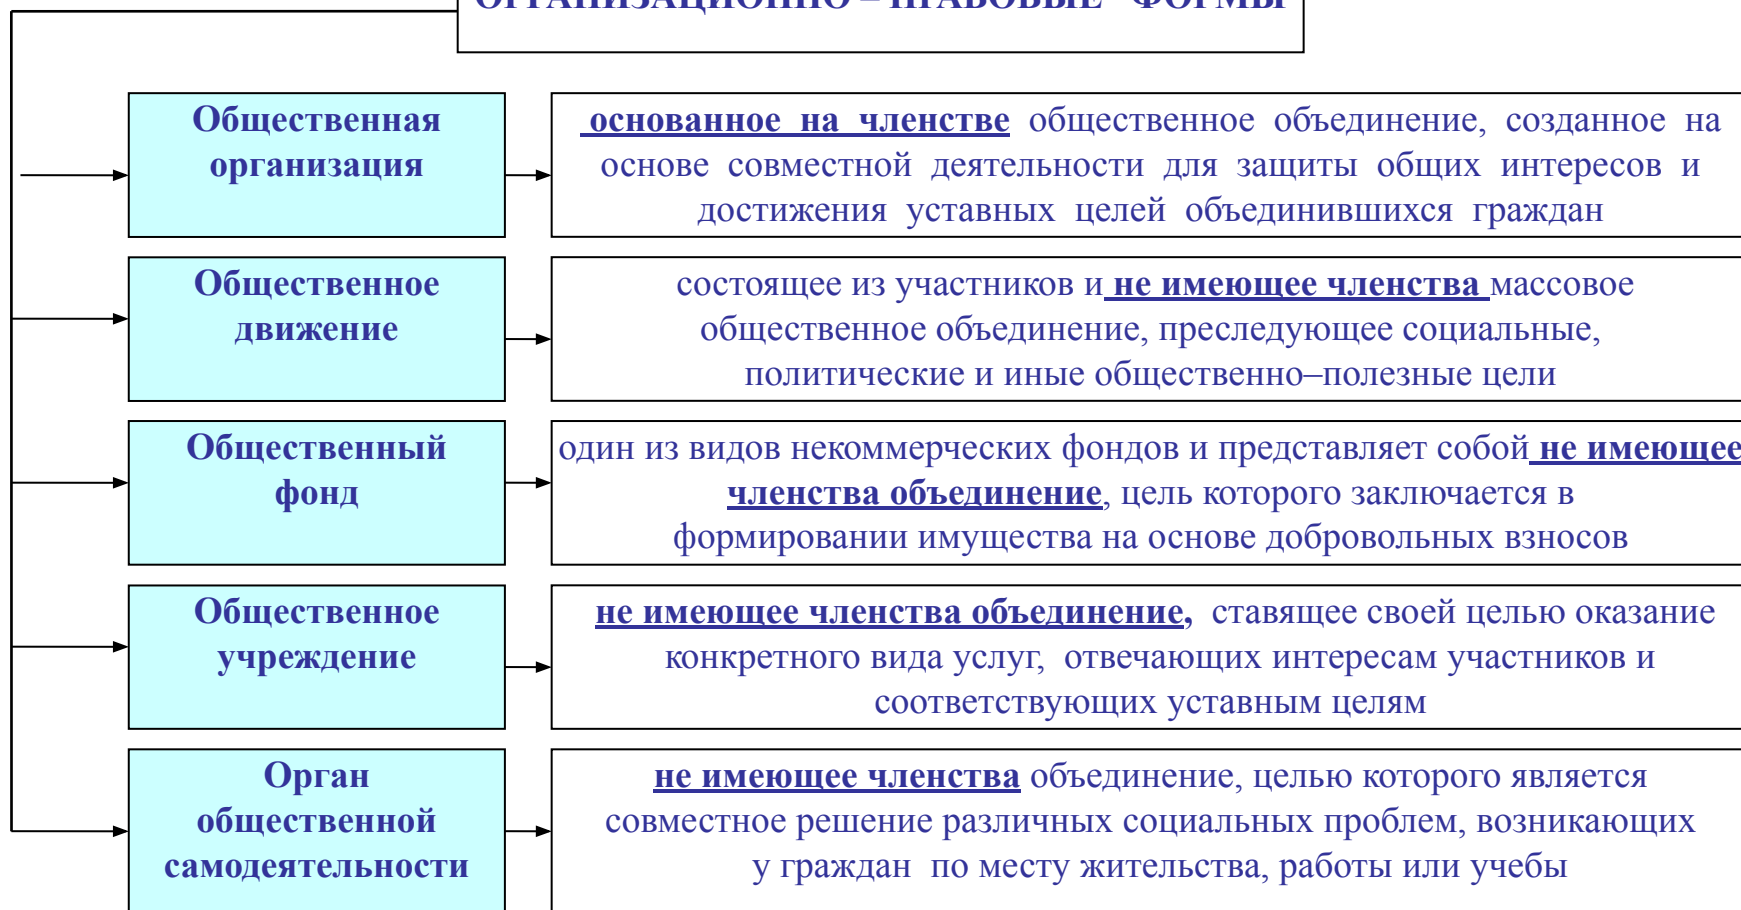 ОРГАНИЗАЦИОННО – ПРАВОВЫЕ ФОРМЫ
Общественная
организация
основанное на членстве общественное объединение, созданное на
основе совместной деятельности для защиты общих интересов и
достижения уставных целей объединившихся граждан
Общественное
движение
состоящее из участников и не имеющее членства массовое
общественное объединение, преследующее социальные,
политические и иные общественно–полезные цели
Общественный
фонд
один из видов некоммерческих фондов и представляет собой не имеющее
членства объединение, цель которого заключается в
формировании имущества на основе добровольных взносов
Общественное
учреждение
не имеющее членства объединение, ставящее своей целью оказание
конкретного вида услуг, отвечающих интересам участников и
соответствующих уставным целям
Орган
общественной
самодеятельности
не имеющее членства объединение, целью которого является
совместное решение различных социальных проблем, возникающих
у граждан по месту жительства, работы или учебы